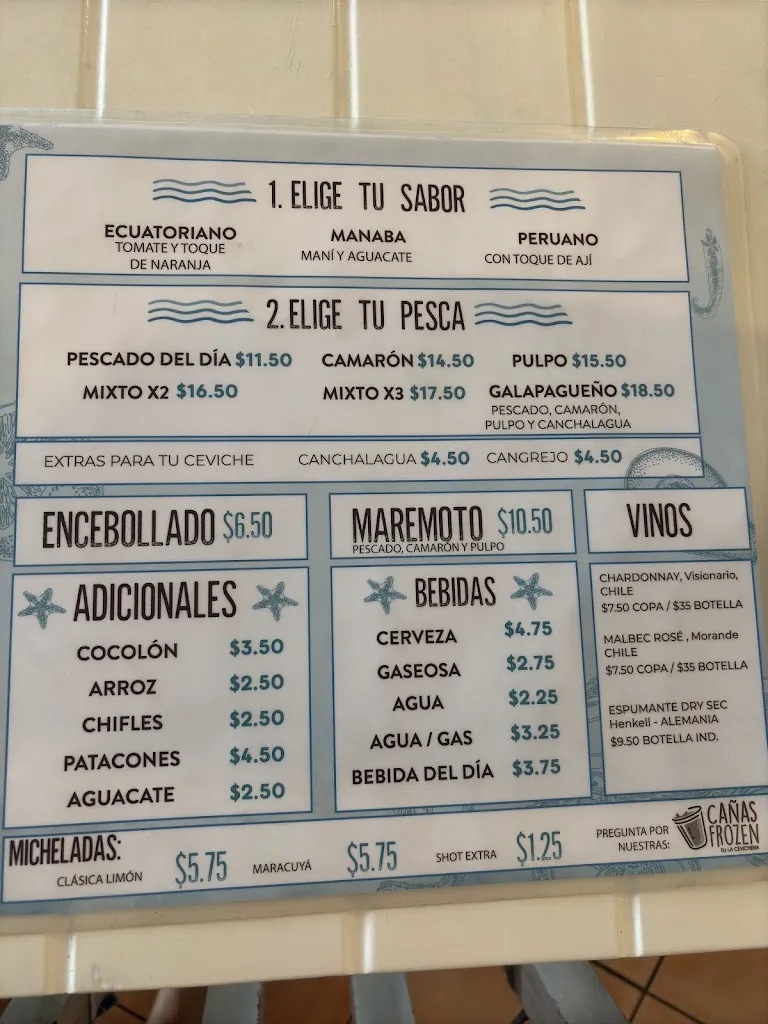 1. ELIGE TU SABOR
ECUATORIANO
TOMATE Y TOQUE
DE NARANJA
MANABA
MANÍ Y AGUACATE
PERUANO
CON TOQUE DE AJÍ
2. ELIGE TU PESCA
PESCADO DEL DÍA $11.50
CAMARÓN $14.50
PULPO $15.50
MIXTO X2 $16.50
MIXTO X3 $17.50
GALAPAGUEÑO $18.50
PESCADO, CAMARÓN,
PULPO Y CANCHALAGUA
EXTRAS PARA TU CEVICHE CANCHALAGUA $4.50 CANGREJO $4.50
ENCEBOLLADO $6.50
MAREMOTO $10.50
PESCADO, CAMARÓN Y PULPO
ADICIONALES
COCOLÓN $3.50
ARROZ $2.50
CHIFLES $2.50
PATACONES $4.50
AGUACATE $2.50
BEBIDAS
CERVEZA $4.75
GASEOSA $2.75
AGUA $2.25
AGUA / GAS $3.25
BEBIDA DEL DÍA $3.75
VINOS
CHARDONNAY, Visionario,
CHILE
$7.50 COPA / $35 BOTELLA
MALBEC ROSÉ , Morande
CHILE
$7.50 COPA / $35 BOTELLA
ESPUMANTE DRY SEC
Henkell - ALEMANIA
$9.50 BOTELLA IND.
MICHELADAS:
CLÁSICA LIMÓN $5.75
MARACUYÁ $5.75
SHOT EXTRA $1.25
PREGUNTA POR
NUESTRAS:
CAÑAS
FROZEN
by LA CEVICHERIA